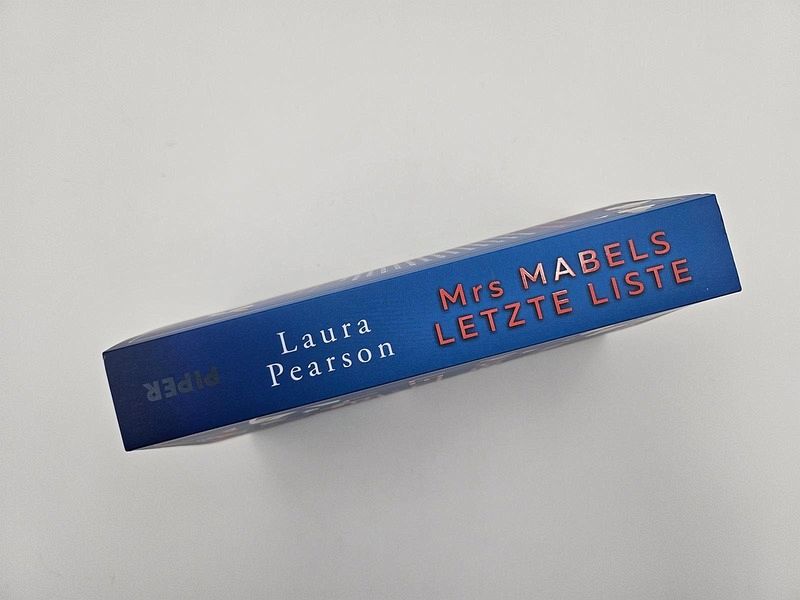 Laura
Pearson
Mrs MABELS
LETZTE LISTE
PIPER